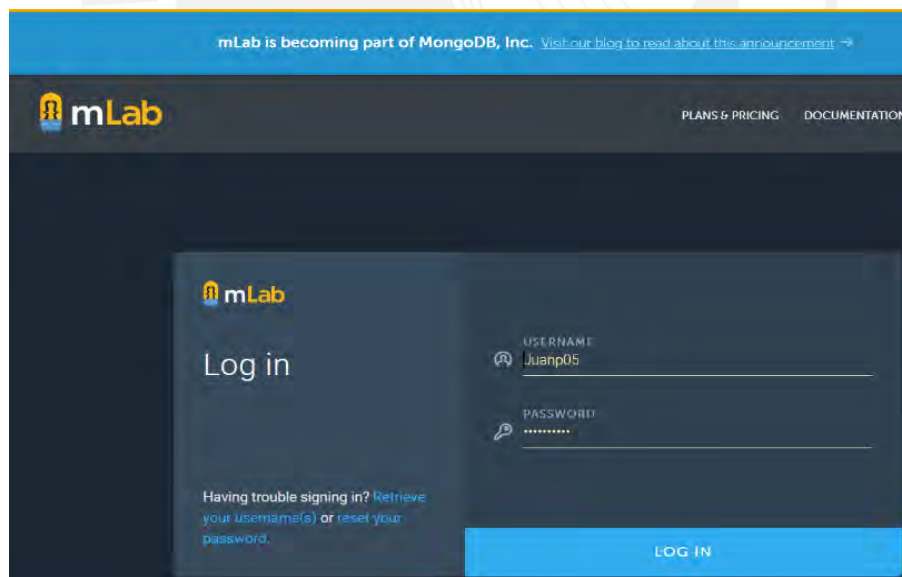 mLab is becoming part of MongoDB, Inc. Visit our blog to read about this announcement →
mLab
PLANS & PRICING DOCUMENTATION
mLab
Log in
USERNAME
Juanp05
PASSWORD
••••••••••
Having trouble signing in? Retrieve
your username(s) or reset your
password.
LOG IN